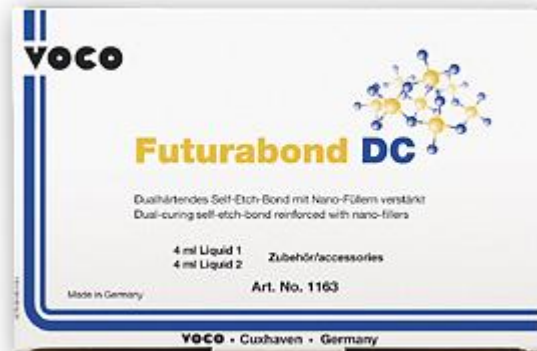 VOCO
Futurabond DC
Dualhärtendes Self-Etch-Bond mit Nano-Füllern verstärkt
Dual-curing self-etch-bond reinforced with nano-fillers
4 ml Liquid 1
4 ml Liquid 2
Zubehör/accessories
Art. No. 1163
Made in Germany
VOCO • Cuxhaven • Germany